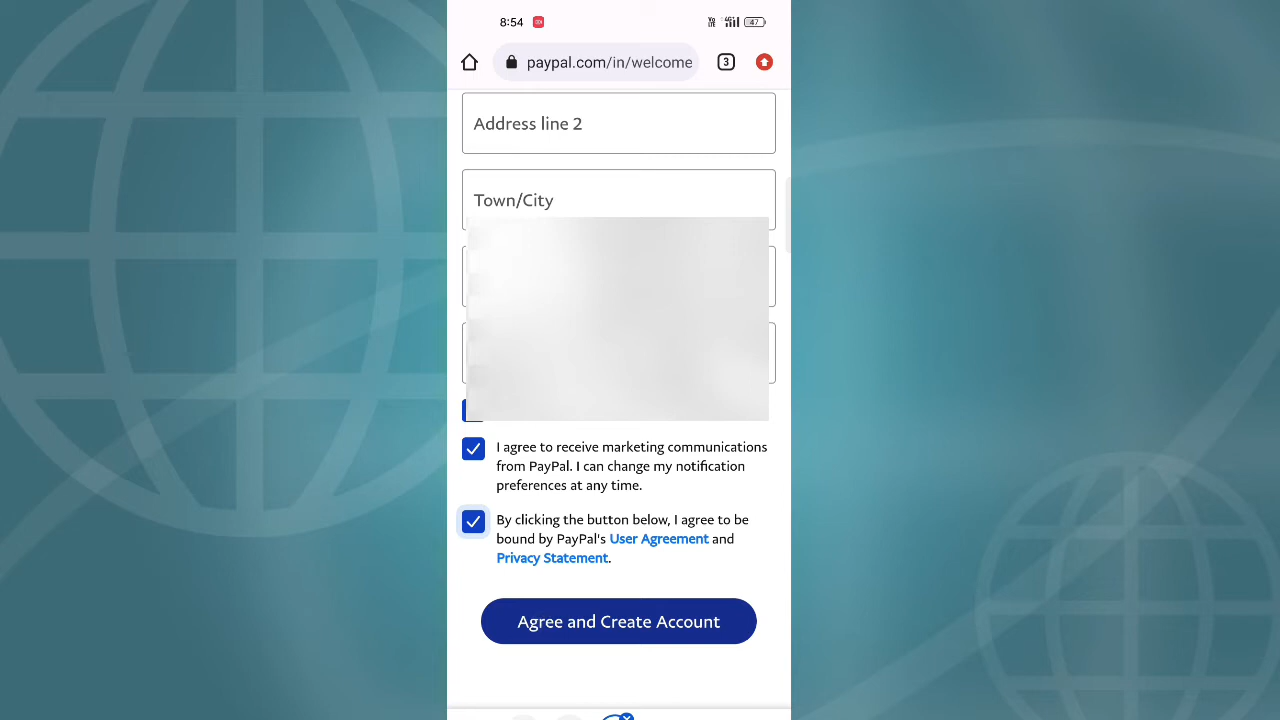 8:54
47
paypal.com/in/welcome
3
Address line 2
Town/City
I agree to receive marketing communications
from PayPal. I can change my notification
preferences at any time.
By clicking the button below, I agree to be
bound by PayPal's User Agreement and
Privacy Statement.
Agree and Create Account